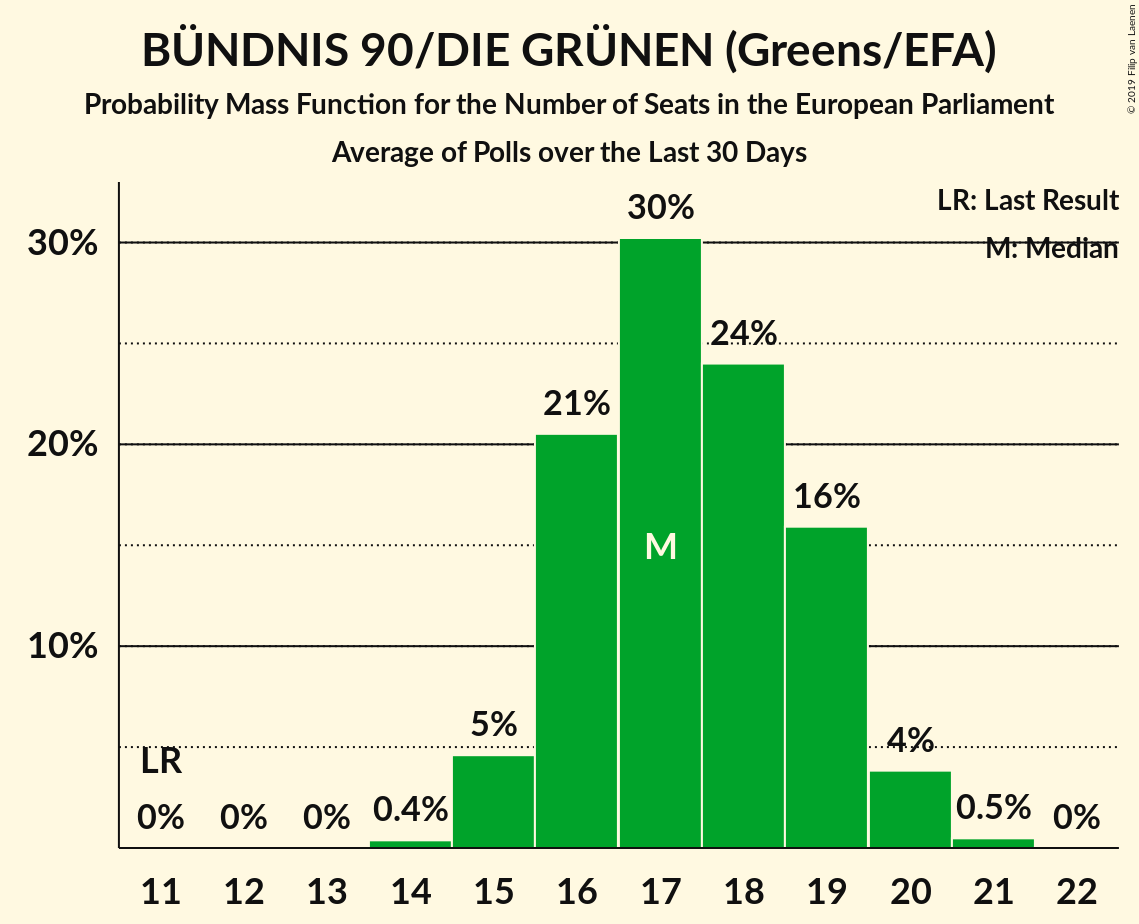 BÜNDNIS 90/DIE GRÜNEN (Greens/EFA)
Probability Mass Function for the Number of Seats in the European Parliament
Average of Polls over the Last 30 Days
© 2019 Filip van Laenen
LR: Last Result
M: Median
30%
20%
10%
LR
0%
0%
0%
0.4%
5%
21%
30%
M
24%
16%
4%
0.5%
0%
11 12 13 14 15 16 17 18 19 20 21 22